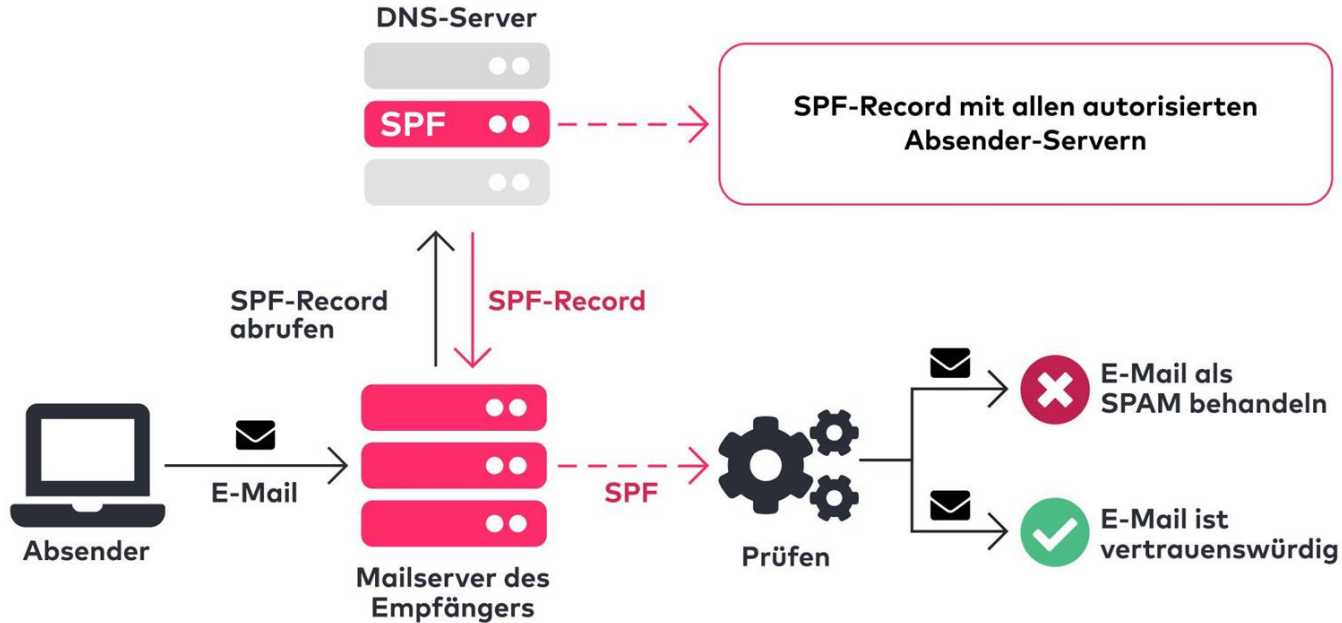 DNS-Server
SPF
SPF-Record mit allen autorisierten
Absender-Servern
SPF-Record
abrufen
SPF-Record
E-Mail
Absender
Mailserver des
Empfängers
SPF
Prüfen
E-Mail als
SPAM behandeln
E-Mail ist
vertrauenswürdig